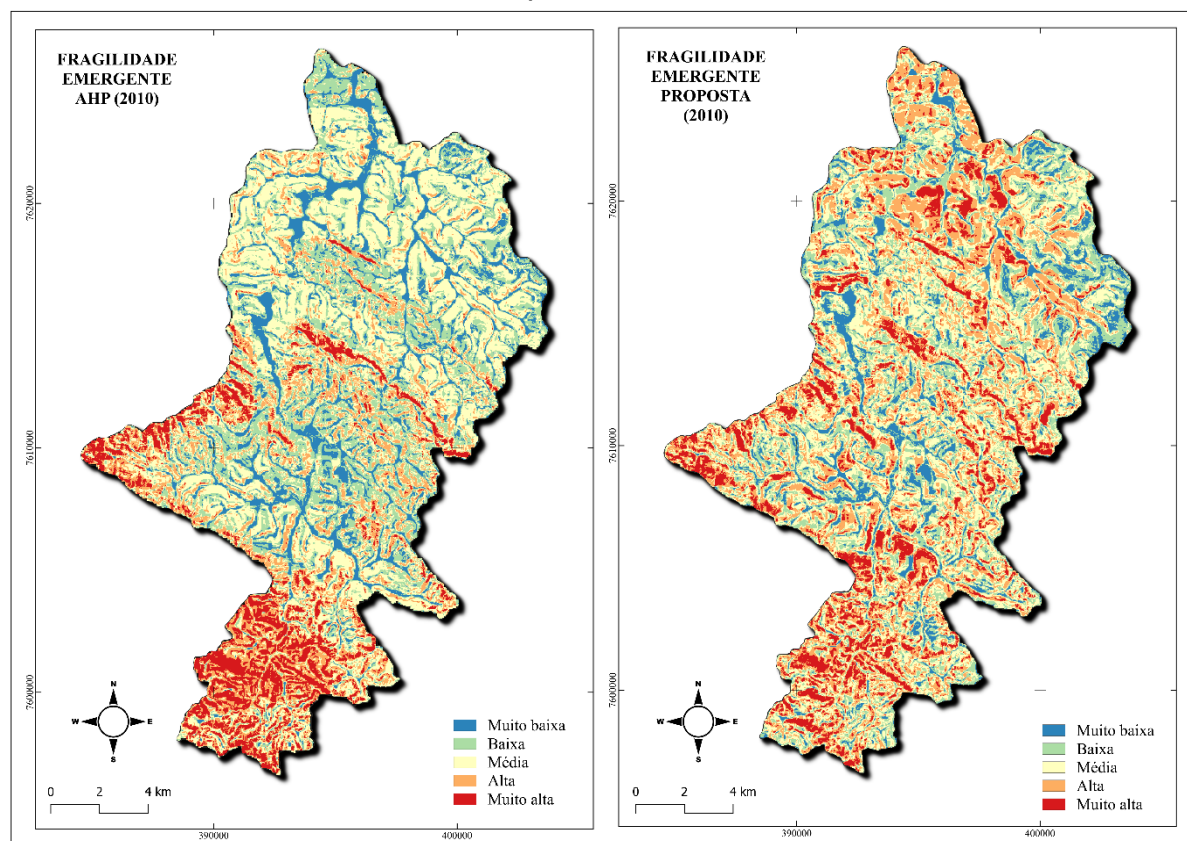 FRAGILIDADE
EMERGENTE
AHP (2010)
7620000
7610000
7600000
N
W
E
S
0 2 4 km
Muito baixa
Baixa
Média
Alta
Muito alta
390000
400000
FRAGILIDADE
EMERGENTE
PROPOSTA
(2010)
7620000
7610000
7600000
N
W
E
S
0 2 4 km
Muito baixa
Baixa
Média
Alta
Muito alta
390000
400000